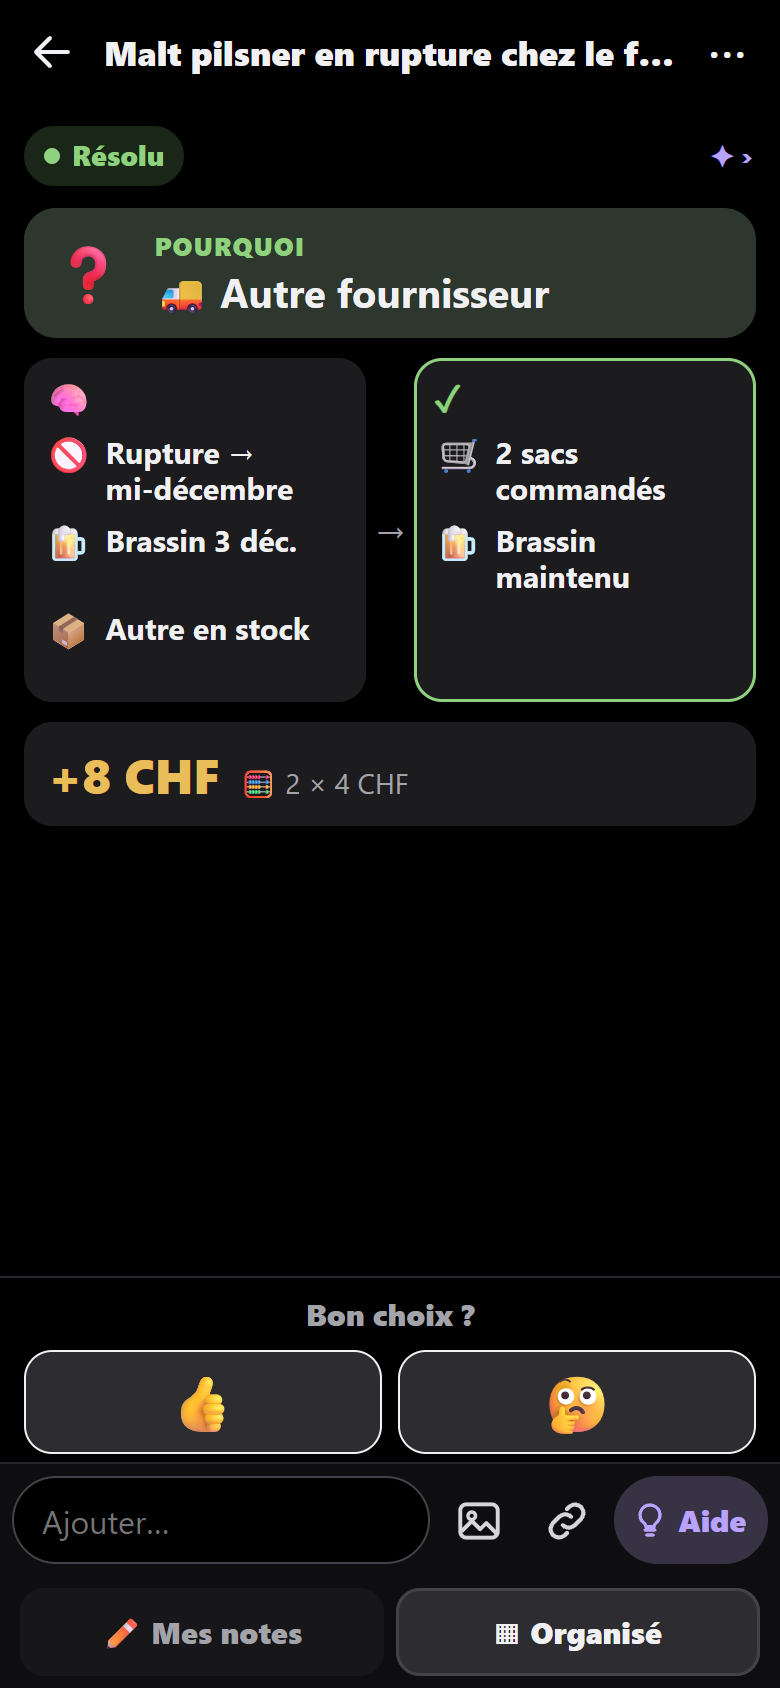 Malt pilsner en rupture chez le f...
Résolu
POURQUOI
Autre fournisseur
Rupture →
mi-décembre
Brassin 3 déc.
Autre en stock
→
2 sacs
commandés
Brassin
maintenu
+8 CHF 2 × 4 CHF
Bon choix ?
Ajouter...
Aide
Mes notes
Organisé